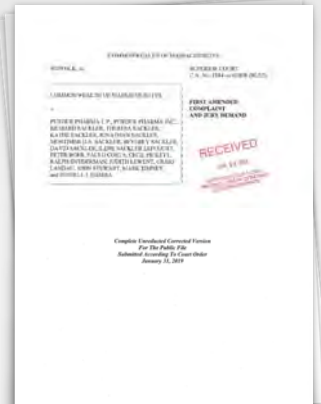 COMMONWEALTH OF MASSACHUSETTS
SUFFOLK, ss.
SUPERIOR COURT
COMMONWEALTH OF MASSACHUSETTS
v.
PURDUE PHARMA L.P., PURDUE PHARMA INC.,
RICHARD SACKLER, THERESA SACKLER,
KATHE SACKLER, JONATHAN SACKLER,
MORTIMER D.A. SACKLER, BEVERLY SACKLER,
DAVID SACKLER, ILENE SACKLER LEFCOURT,
PETER BOER, PAULO COSTA, CECIL PICKETT,
RALPH SNYDERMAN, JUDITH LEWENT, CRAIG
LANDAU, JOHN STEWART, MARK TIMNEY,
and RUSSELL J. GASDIA
FIRST AMENDED
COMPLAINT
AND JURY DEMAND
RECEIVED
Complete Unredacted Corrected Version
For The Public File
Submitted According To Court Order
January 31, 2019